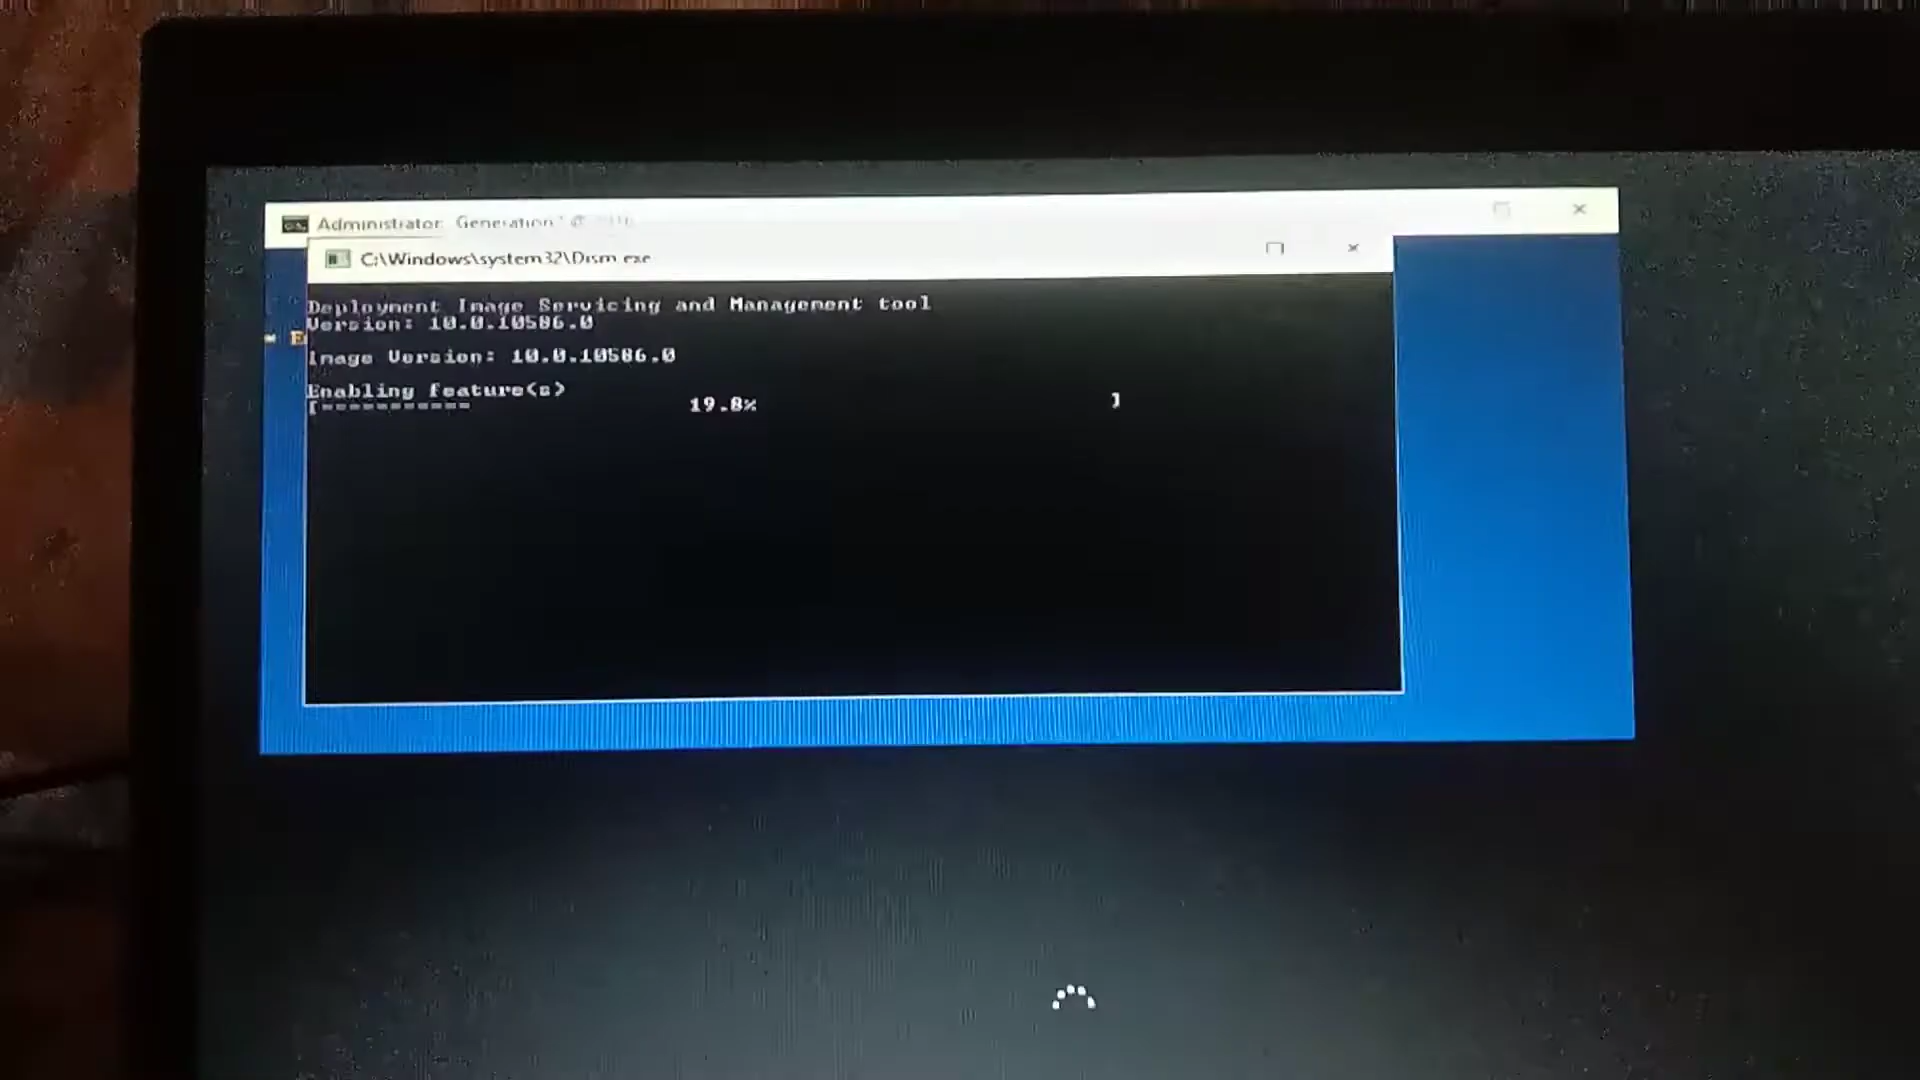 Administrator: Generation² @
C:\Windows\system32\Dism.exe
Deployment Image Servicing and Management tool
Version: 10.0.10586.0
Image Version: 10.0.10586.0
Enabling feature(s)
[===========                19.8%                          ]